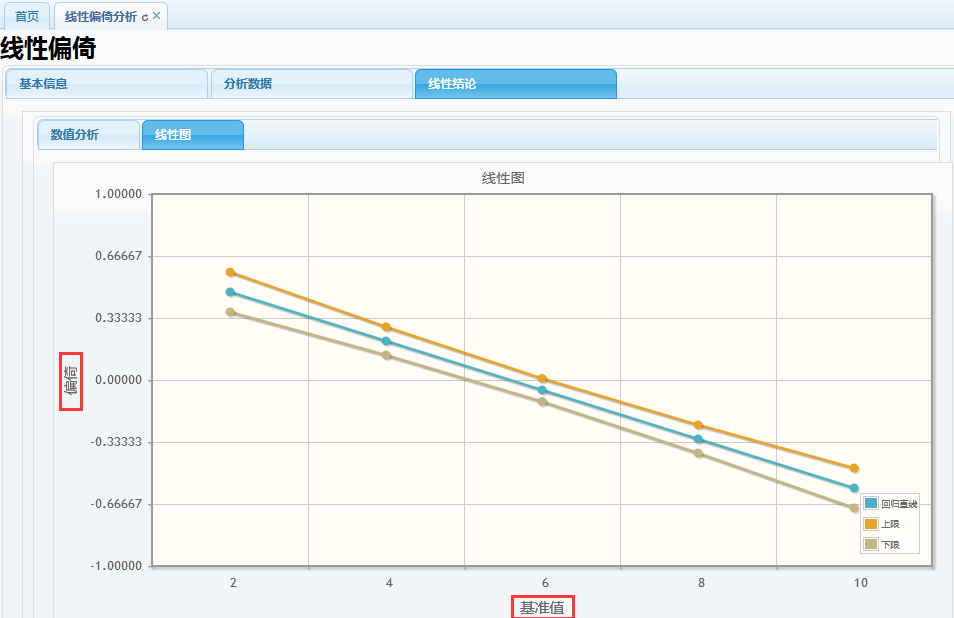 首页 线性偏倚分析
线性偏倚
基本信息 分析数据 线性结论
数值分析 线性图
线性图
1.00000
0.66667
0.33333
0.00000
-0.33333
-0.66667
-1.00000
偏倚
回归直线
上限
下限
2 4 6 8 10
基准值